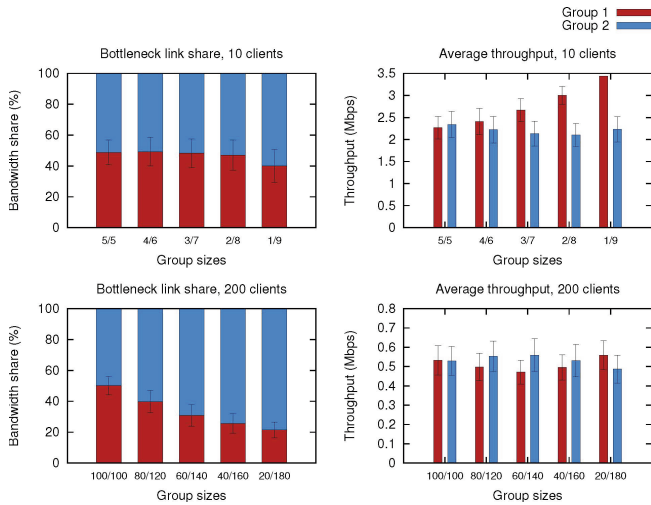 Group 1
Group 2
Bottleneck link share, 10 clients
Bandwidth share (%)
100
80
60
40
20
0
5/5 4/6 3/7 2/8 1/9
Group sizes
Average throughput, 10 clients
Throughput (Mbps)
3.5
3
2.5
2
1.5
1
0.5
0
5/5 4/6 3/7 2/8 1/9
Group sizes
Bottleneck link share, 200 clients
Bandwidth share (%)
100
80
60
40
20
0
100/100 80/120 60/140 40/160 20/180
Group sizes
Average throughput, 200 clients
Throughput (Mbps)
0.8
0.7
0.6
0.5
0.4
0.3
0.2
0.1
0
100/100 80/120 60/140 40/160 20/180
Group sizes